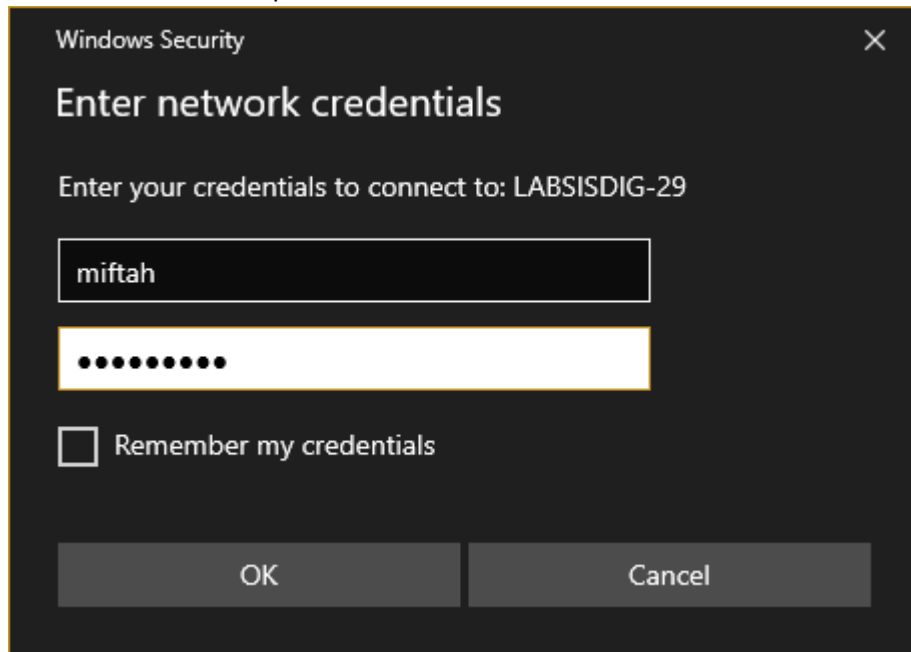 Windows Security
Enter network credentials
Enter your credentials to connect to: LABSISDIG-29
miftah
●●●●●●●●●
Remember my credentials
OK
Cancel